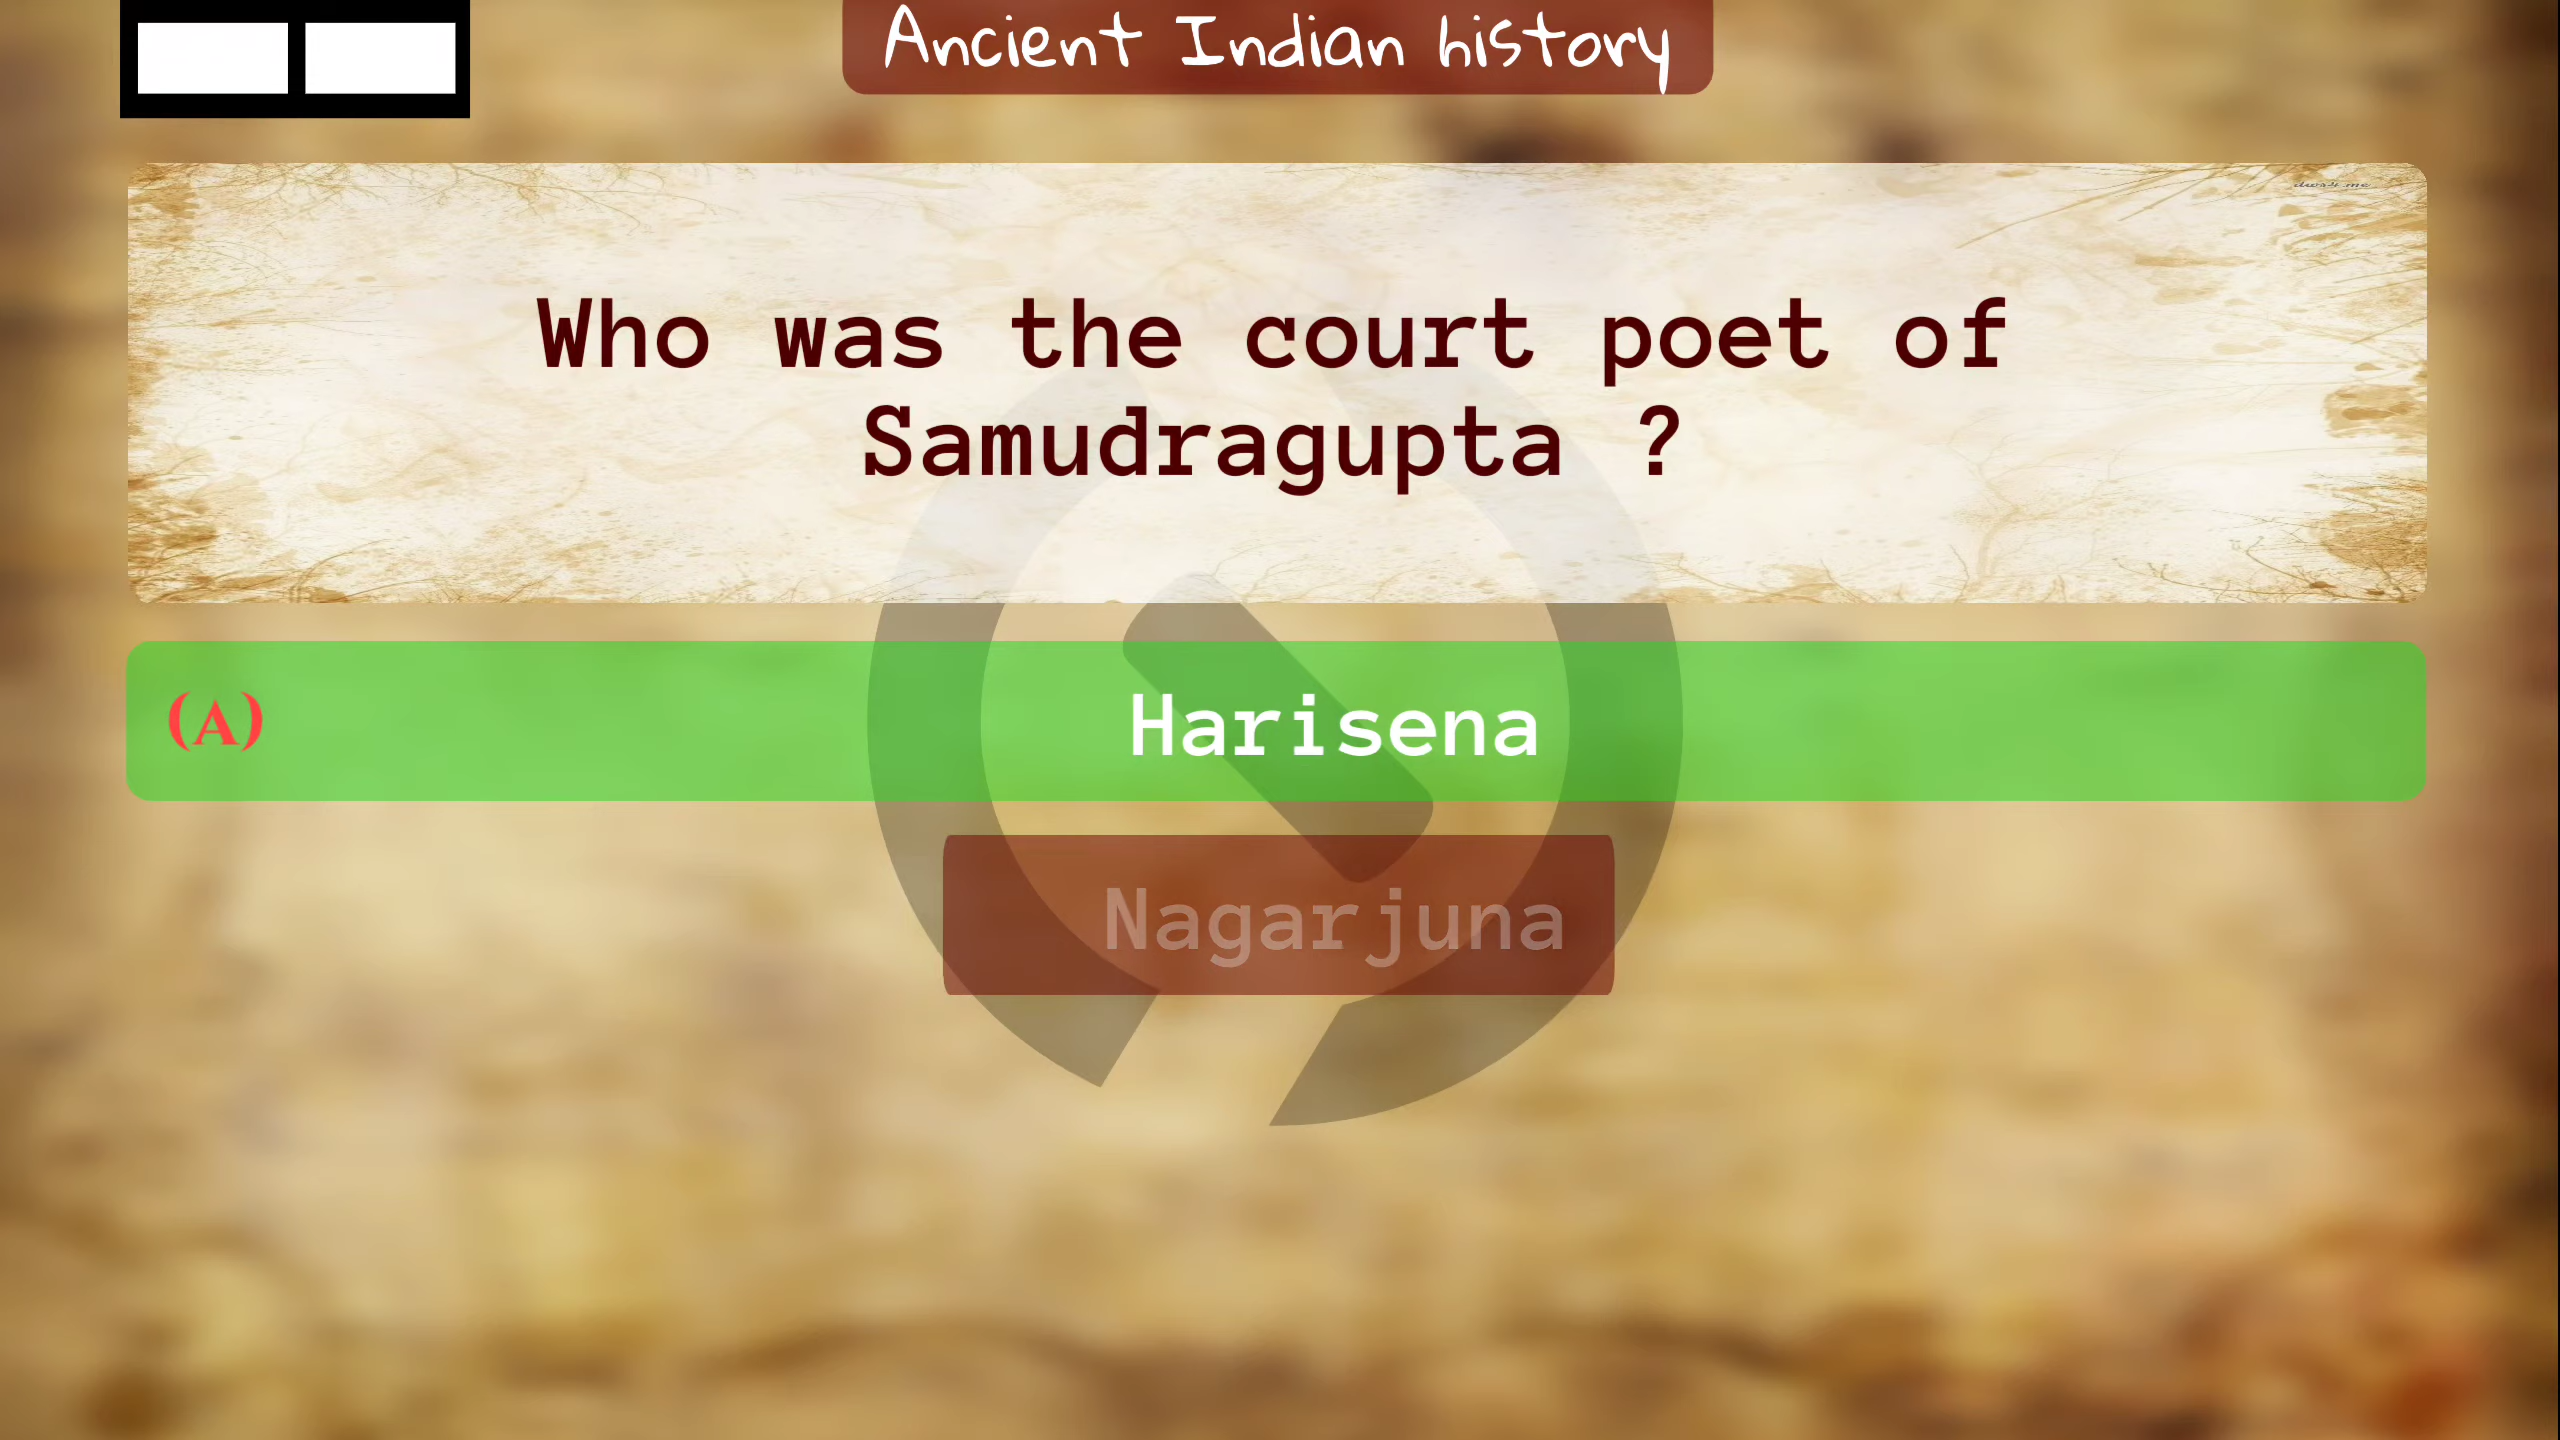 Ancient Indian history
Who was the court poet of
Samudragupta ?
(A) Harisena
Nagarjuna